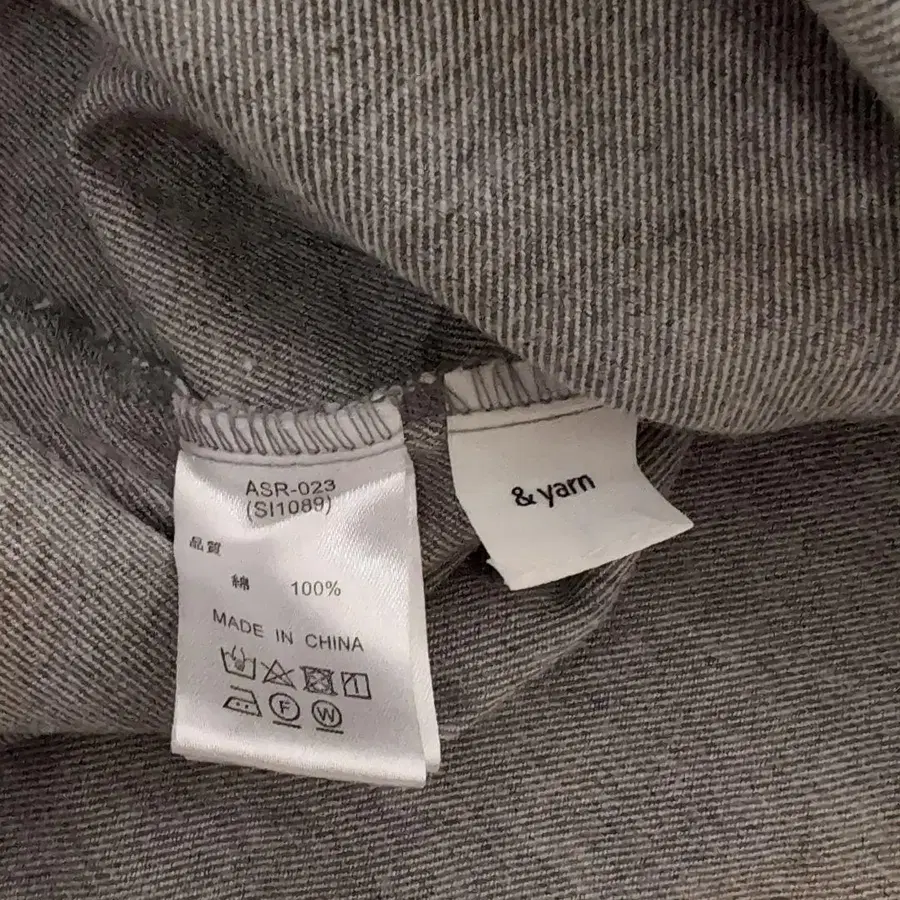 ASR-023
(SI1089)
品質
綿 100%
MADE IN CHINA
F W
& yarn